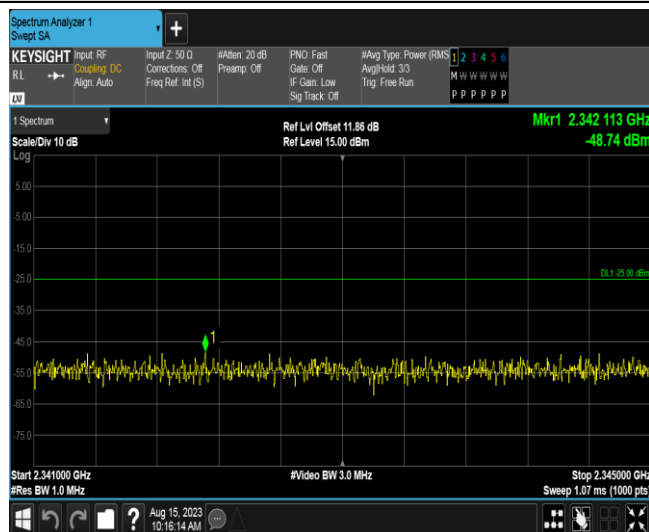 Spectrum Analyzer 1
Swept SA
KEYSIGHT
RL
Input: RF
Coupling: DC
Align: Auto
Input Z: 50 Ω
Corrections: Off
Freq Ref: Int (S)
#Atten: 20 dB
Preamp: Off
PNO: Fast
Gate: Off
IF Gain: Low
Sig Track: Off
#Avg Type: Power (RMS
Avg|Hold: 3/3
Trig: Free Run
1 2 3 4 5 6
M W W W W W
P P P P P P
LXI
1 Spectrum
Scale/Div 10 dB
Log
Ref Lvl Offset 11.86 dB
Ref Level 15.00 dBm
Mkr1 2.342 113 GHz
-48.74 dBm
5.00
-5.00
-15.0
-25.0
DL1 -25.00 dBm
-35.0
-45.0
1
-55.0
-65.0
-75.0
Start 2.341000 GHz
#Res BW 1.0 MHz
#Video BW 3.0 MHz
Stop 2.345000 GHz
Sweep 1.07 ms (1000 pts)
?
Aug 15, 2023
10:16:14 AM